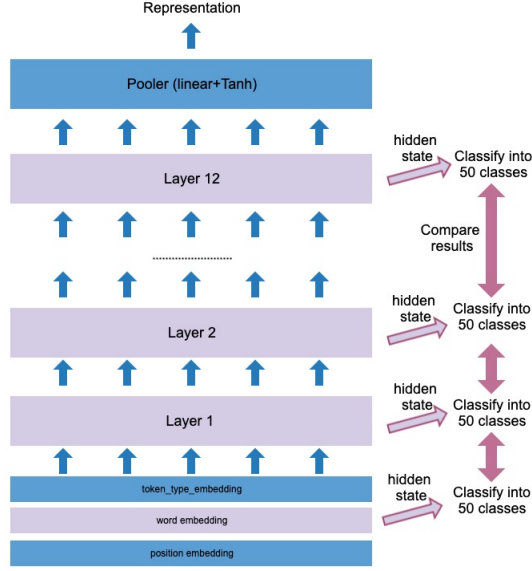 Representation
Pooler (linear+Tanh)
hidden
state
Classify into
50 classes
Layer 12
Compare
results
hidden
state
Classify into
50 classes
Layer 2
hidden
state
Classify into
50 classes
Layer 1
hidden
state
Classify into
50 classes
token_type_embedding
word embedding
position embedding